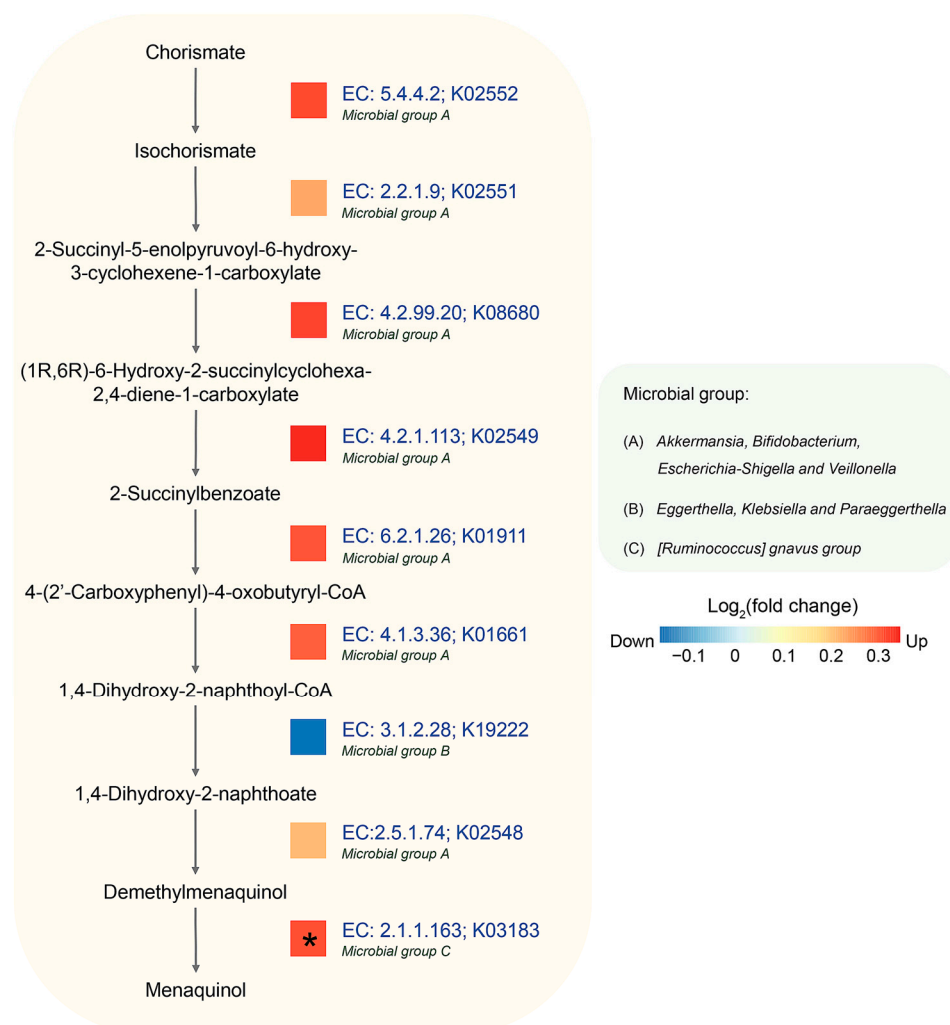 Chorismate
EC: 5.4.4.2; K02552
Microbial group A
Isochorismate
EC: 2.2.1.9; K02551
Microbial group A
2-Succinyl-5-enolpyruvoyl-6-hydroxy-
3-cyclohexene-1-carboxylate
EC: 4.2.99.20; K08680
Microbial group A
(1R,6R)-6-Hydroxy-2-succinylcyclohexa-
2,4-diene-1-carboxylate
EC: 4.2.1.113; K02549
Microbial group A
2-Succinylbenzoate
EC: 6.2.1.26; K01911
Microbial group A
4-(2’-Carboxyphenyl)-4-oxobutyryl-CoA
EC: 4.1.3.36; K01661
Microbial group A
1,4-Dihydroxy-2-naphthoyl-CoA
EC: 3.1.2.28; K19222
Microbial group B
1,4-Dihydroxy-2-naphthoate
EC:2.5.1.74; K02548
Microbial group A
Demethylmenaquinol
*
EC: 2.1.1.163; K03183
Microbial group C
Menaquinol
Microbial group:
(A) Akkermansia, Bifidobacterium,
Escherichia-Shigella and Veillonella
(B) Eggerthella, Klebsiella and Paraeggerthella
(C) [Ruminococcus] gnavus group
Log₂(fold change)
Down Up
−0.1 0 0.1 0.2 0.3